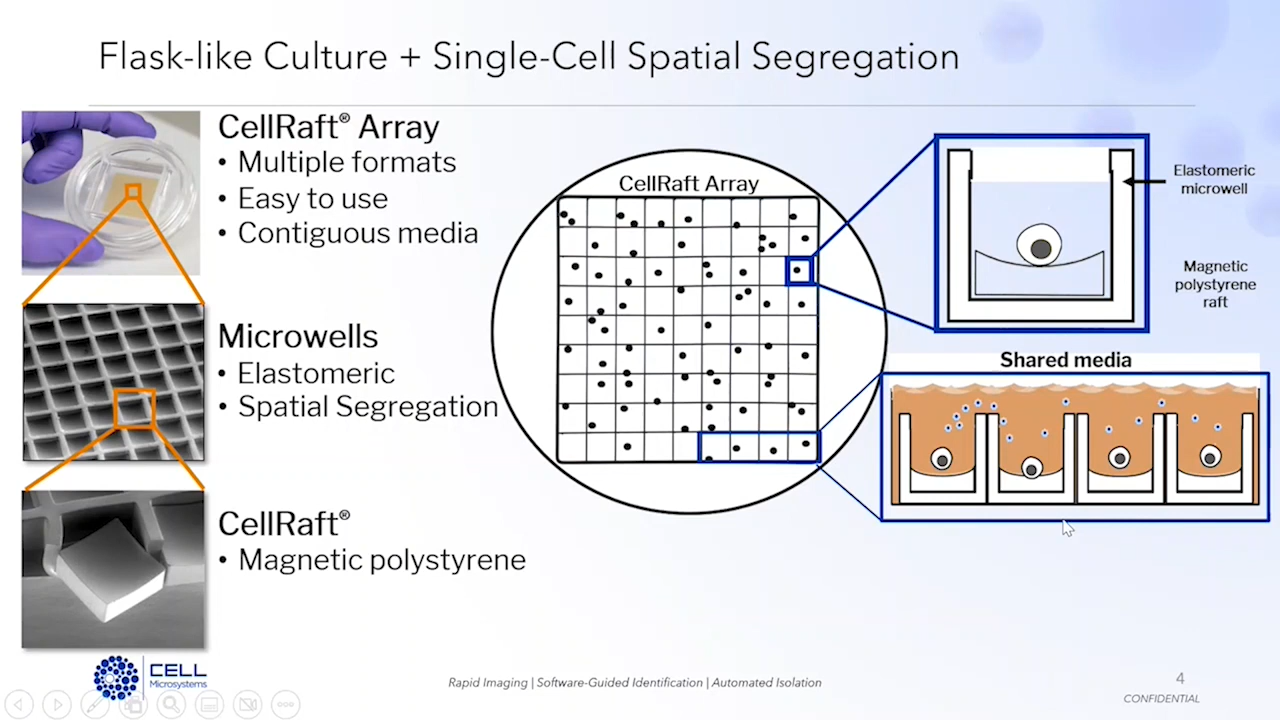 Flask-like Culture + Single-Cell Spatial Segregation
CellRaft® Array
• Multiple formats
• Easy to use
• Contiguous media
Microwells
• Elastomeric
• Spatial Segregation
CellRaft®
• Magnetic polystyrene
CellRaft Array
Elastomeric
microwell
Magnetic
polystyrene
raft
Shared media
CELL
Microsystems
Rapid Imaging | Software-Guided Identification | Automated Isolation
4
CONFIDENTIAL